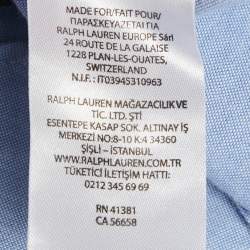 MADE FOR/FAIT POUR/
ΠΑΡΑΣΚΕΥΑΖΕΤΑΙ ΓΙΑ
RALPH LAUREN EUROPE Sàrl
24 ROUTE DE LA GALAISE
1228 PLAN-LES-OUATES,
SWITZERLAND
N.I.F.: IT03945310963
RALPH LAUREN MAĞAZACILIK VE
TİC. LTD. ŞTİ
ESENTEPE KASAP SOK. ALTINAY İŞ
MERKEZİ NO:8-10 K:4 34360
ŞİŞLİ – İSTANBUL
WWW.RALPHLAUREN.COM.TR
TÜKETİCİ İLETİŞİM HATTI:
0212 345 69 69
RN 41381
CA 56658